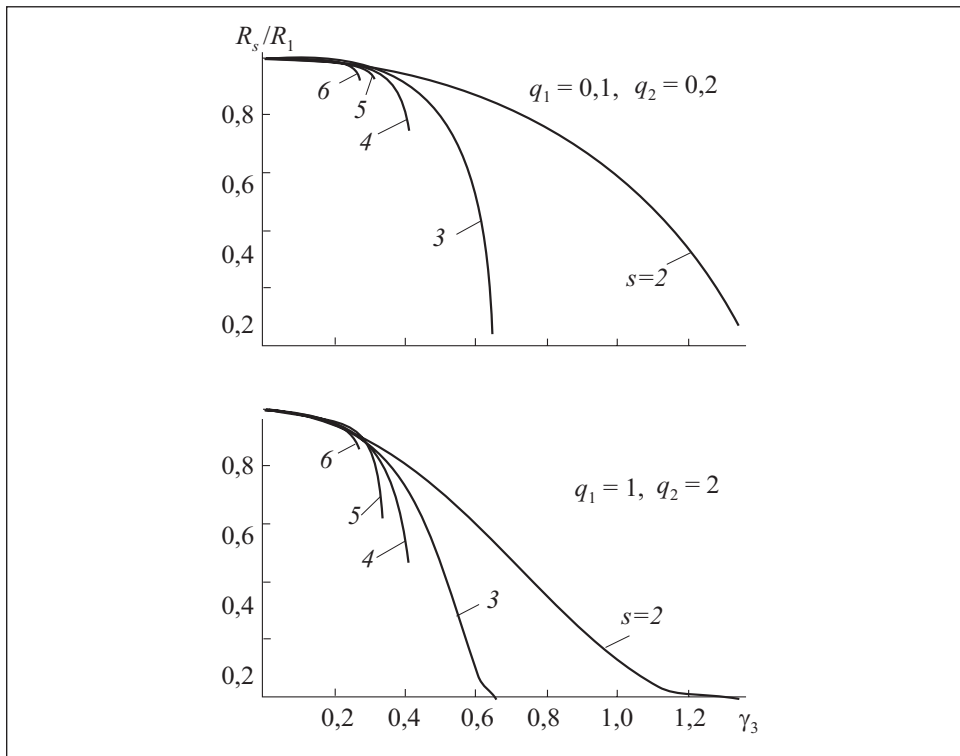 R_s/R_1
q_1 = 0,1, q_2 = 0,2
0,8
6
5
4
0,6
3
0,4
s=2
0,2
0,8
6
q_1 = 1, q_2 = 2
5
0,6
4
0,4
3
s=2
0,2
0,2 0,4 0,6 0,8 1,0 1,2 γ_3